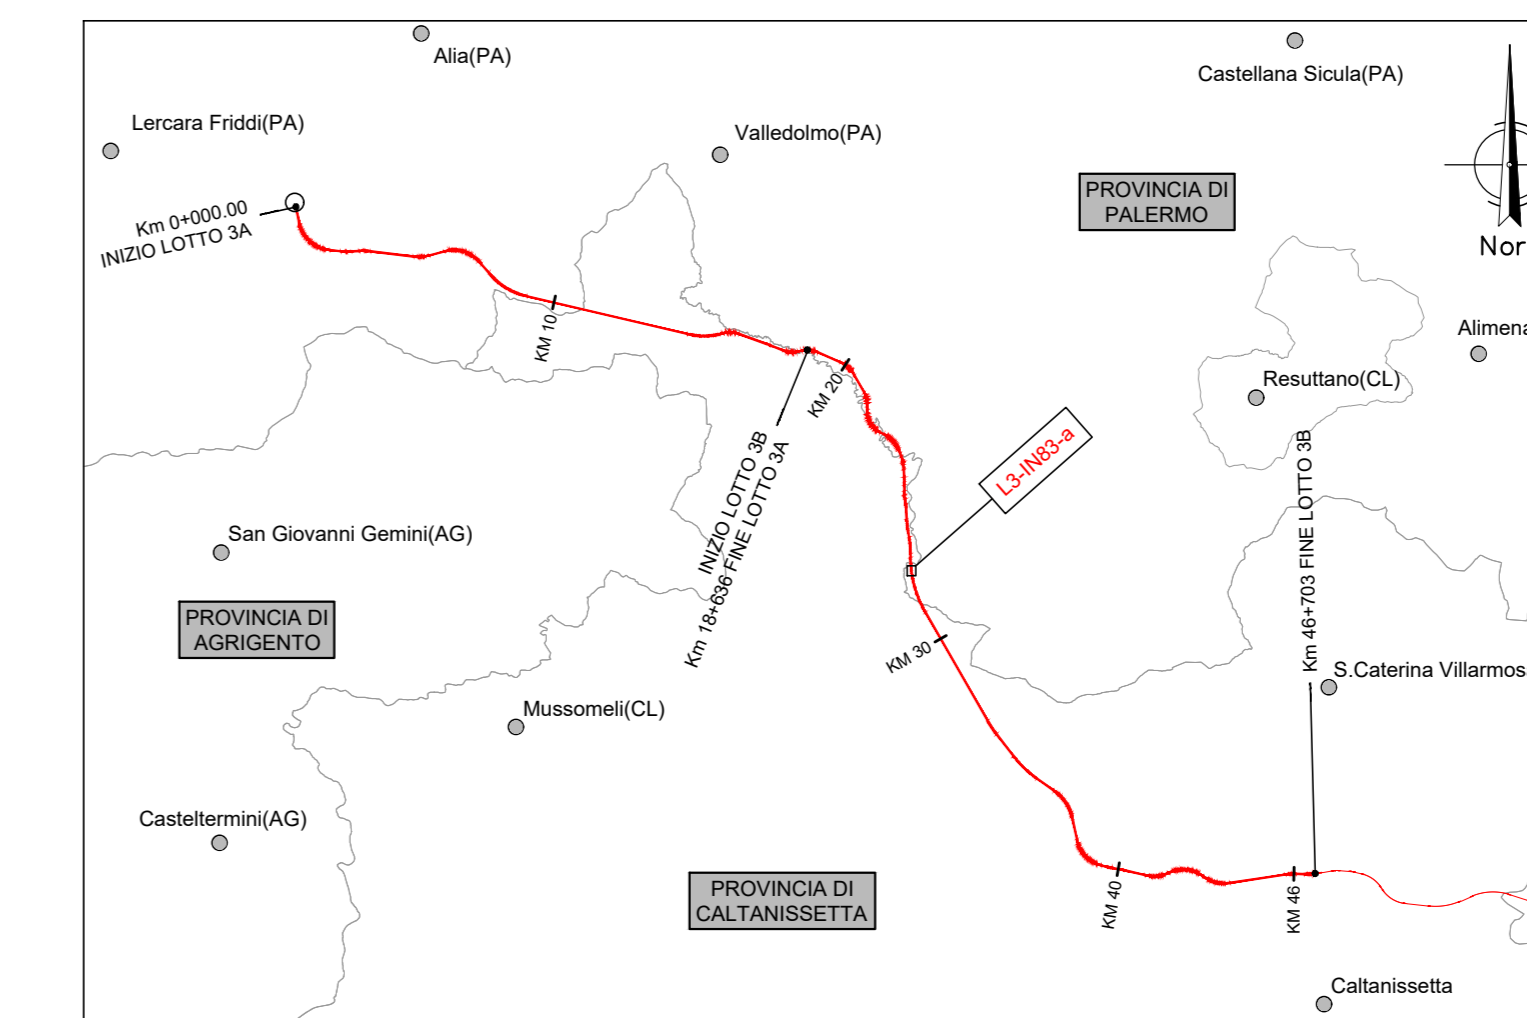 Alia(PA)
Castellana Sicula(PA)
Lercara Friddi(PA)
Valledolmo(PA)
PROVINCIA DI
PALERMO
Km 0+000.00
INIZIO LOTTO 3A
Nor
KM 10
Alimena
KM 20
Resuttano(CL)
INIZIO LOTTO 3B
Km 18+636 FINE LOTTO 3A
L3-IN83-a
San Giovanni Gemini(AG)
PROVINCIA DI
AGRIGENTO
KM 30
Km 46+703 FINE LOTTO 3B
S.Caterina Villarmosa
Mussomeli(CL)
Casteltermini(AG)
PROVINCIA DI
CALTANISSETTA
KM 40
KM 46
Caltanissetta